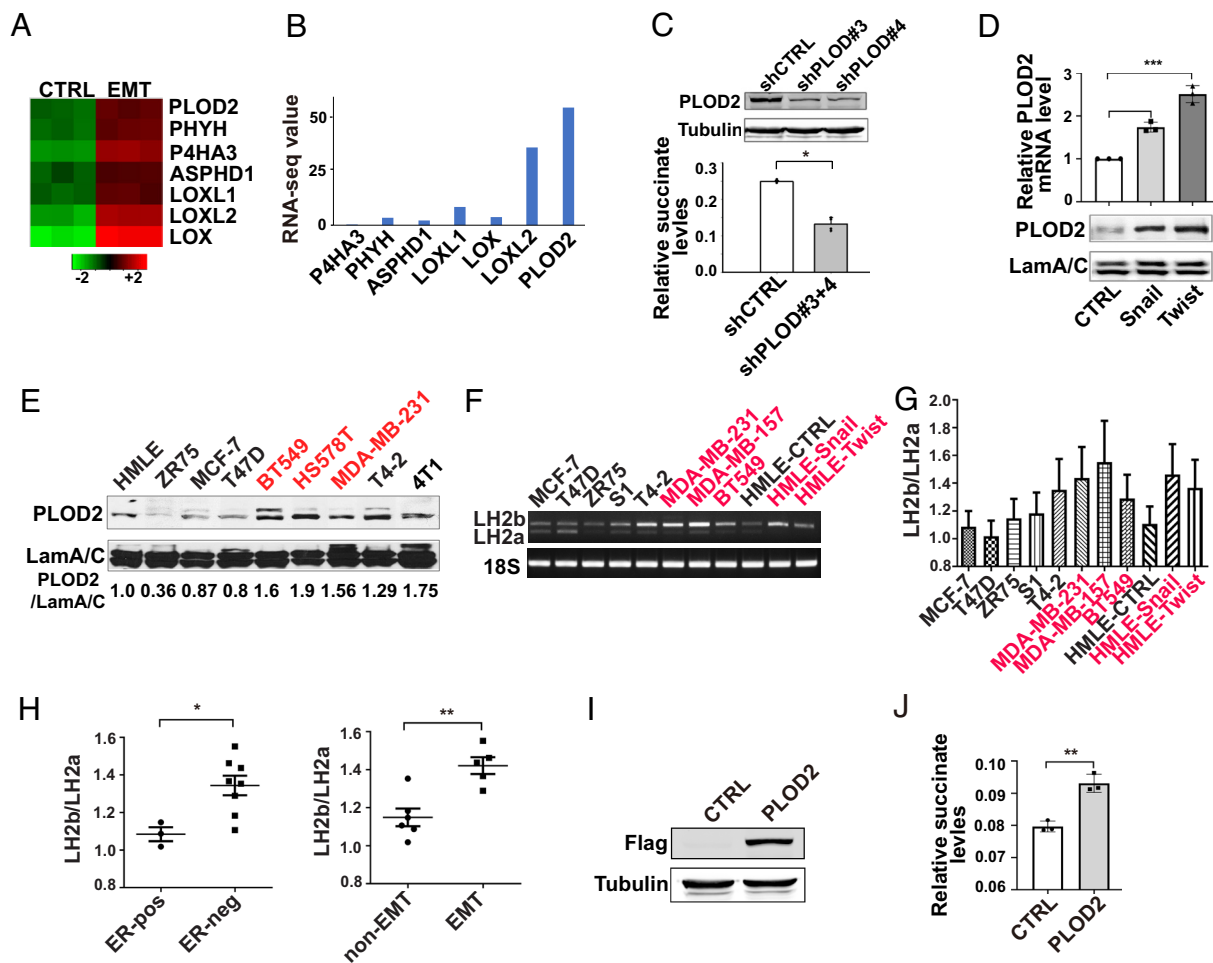 A
CTRL EMT
PLOD2
PHYH
P4HA3
ASPHD1
LOXL1
LOXL2
LOX
-2 +2
B
RNA-seq value
50
25
0
P4HA3
PHYH
ASPHD1
LOXL1
LOX
LOXL2
PLOD2
C
shCTRL
shPLOD#3
shPLOD#4
PLOD2
Tubulin
Relative succinate
levles
*
0.3
0.2
0.1
0.0
shCTRL
shPLOD#3+4
D
Relative PLOD2
mRNA level
***
3
2
1
0
PLOD2
LamA/C
CTRL
Snail
Twist
E
HMLE
ZR75
MCF-7
T47D
BT549
HS578T
MDA-MB-231
T4-2
4T1
PLOD2
LamA/C
PLOD2
/LamA/C
1.0 0.36 0.87 0.8 1.6 1.9 1.56 1.29 1.75
F
MCF-7
T47D
ZR75
S1
T4-2
MDA-MB-231
MDA-MB-157
BT549
HMLE-CTRL
HMLE-Snail
HMLE-Twist
LH2b
LH2a
18S
G
LH2b/LH2a
2.0
1.8
1.6
1.4
1.2
1.0
0.8
MCF-7
T47D
ZR75
S1
T4-2
MDA-MB-231
MDA-MB-157
BT549
HMLE-CTRL
HMLE-Snail
HMLE-Twist
H
LH2b/LH2a
*
1.6
1.4
1.2
1.0
0.8
ER-pos
ER-neg
LH2b/LH2a
**
1.6
1.4
1.2
1.0
0.8
non-EMT
EMT
I
CTRL
PLOD2
Flag
Tubulin
J
Relative succinate
levles
**
0.10
0.09
0.08
0.07
0.06
CTRL
PLOD2